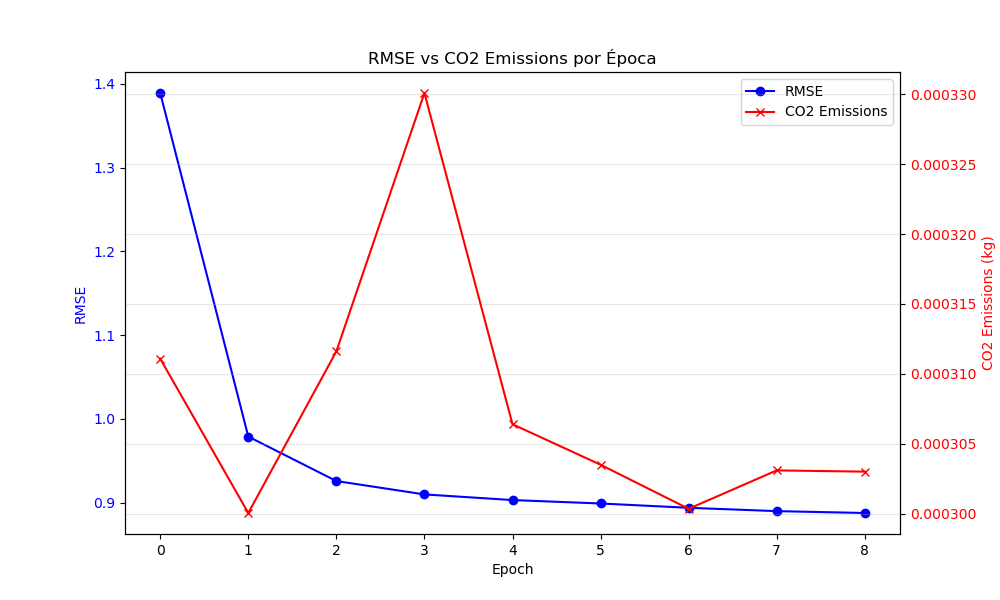 RMSE vs CO2 Emissions por Época
RMSE
CO2 Emissions
1.4
1.3
1.2
1.1
1.0
0.9
RMSE
0.000330
0.000325
0.000320
0.000315
0.000310
0.000305
0.000300
CO2 Emissions (kg)
0 1 2 3 4 5 6 7 8
Epoch